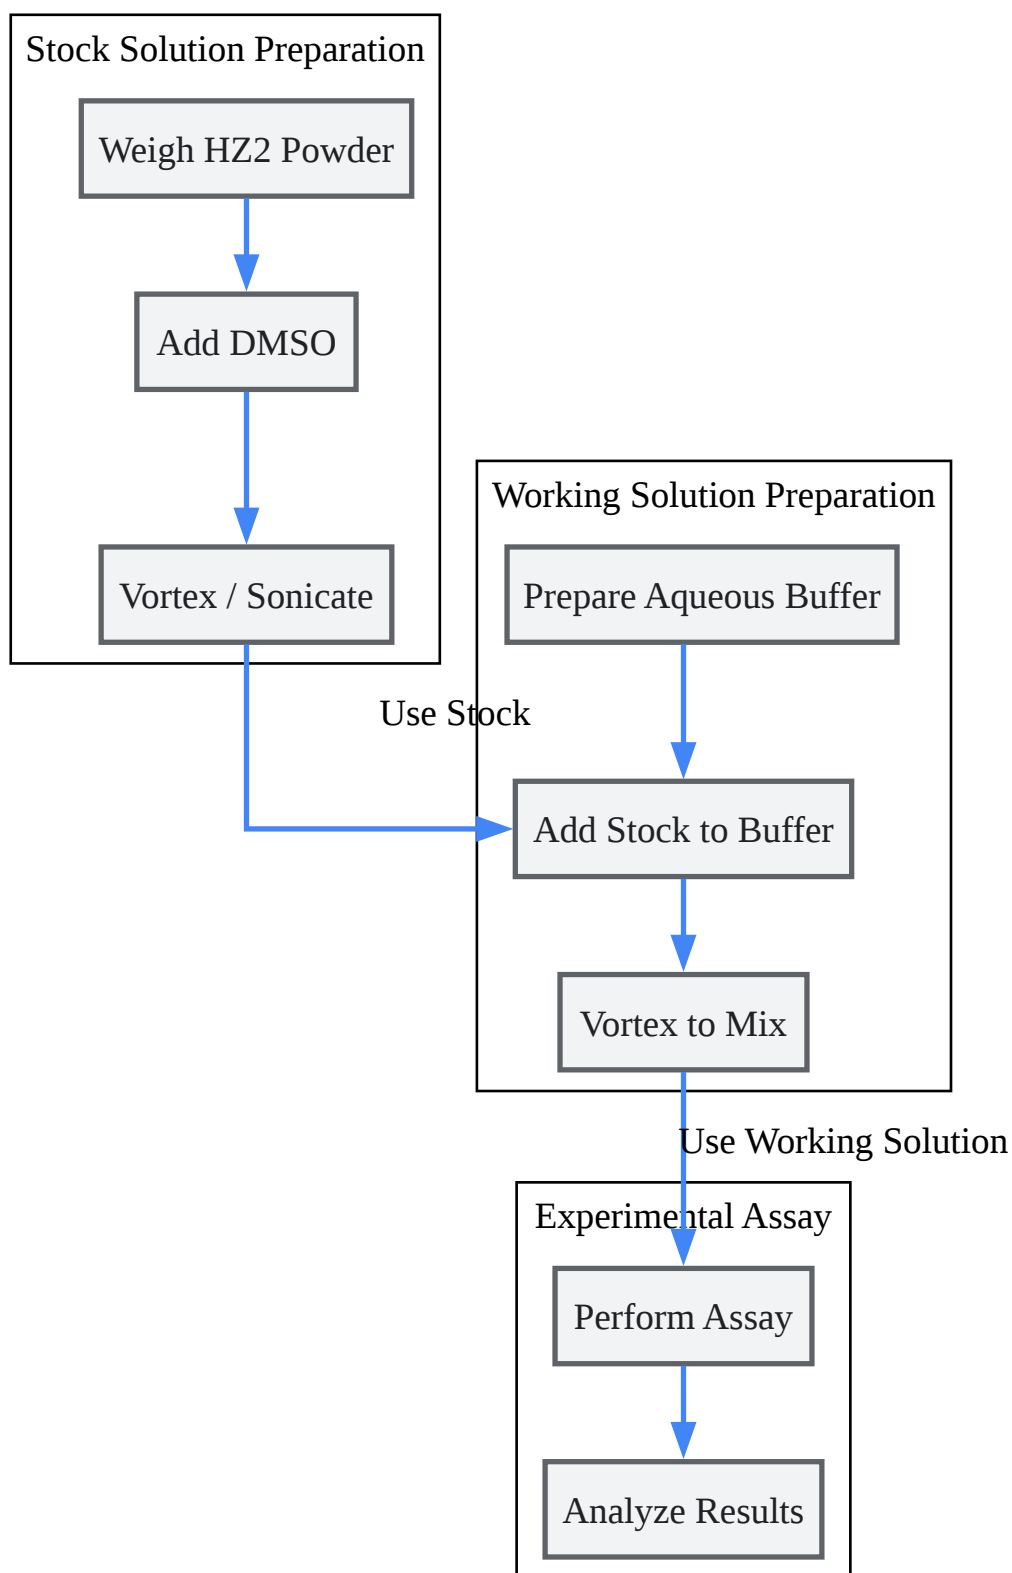 Stock Solution Preparation
Weigh HZ2 Powder
Add DMSO
Vortex / Sonicate
Use Stock
Working Solution Preparation
Prepare Aqueous Buffer
Add Stock to Buffer
Vortex to Mix
Use Working Solution
Experimental Assay
Perform Assay
Analyze Results